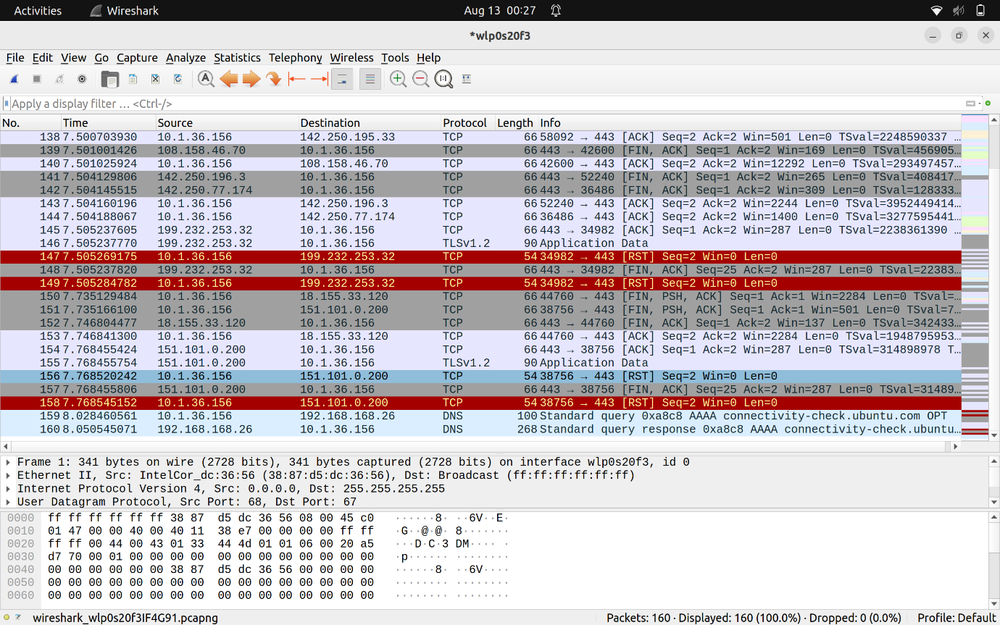 Activities Wireshark Aug 13 00:27
*wlp0s20f3
File Edit View Go Capture Analyze Statistics Telephony Wireless Tools Help
Apply a display filter … <Ctrl-/>
No. Time Source Destination Protocol Length Info
138 7.500703930 10.1.36.156 142.250.195.33 TCP 66 58092 → 443 [ACK] Seq=2 Ack=2 Win=501 Len=0 TSval=2248590337 …
139 7.501001426 108.158.46.70 10.1.36.156 TCP 66 443 → 42600 [FIN, ACK] Seq=1 Ack=2 Win=169 Len=0 TSval=456905…
140 7.501025924 10.1.36.156 108.158.46.70 TCP 66 42600 → 443 [ACK] Seq=2 Ack=2 Win=12292 Len=0 TSval=293497457…
141 7.504129806 142.250.196.3 10.1.36.156 TCP 66 443 → 52240 [FIN, ACK] Seq=1 Ack=2 Win=265 Len=0 TSval=408417…
142 7.504145515 142.250.77.174 10.1.36.156 TCP 66 443 → 36486 [FIN, ACK] Seq=1 Ack=2 Win=309 Len=0 TSval=128333…
143 7.504160196 10.1.36.156 142.250.196.3 TCP 66 52240 → 443 [ACK] Seq=2 Ack=2 Win=2244 Len=0 TSval=3952449414…
144 7.504188067 10.1.36.156 142.250.77.174 TCP 66 36486 → 443 [ACK] Seq=2 Ack=2 Win=1400 Len=0 TSval=3277595441…
145 7.505237605 199.232.253.32 10.1.36.156 TCP 66 443 → 34982 [ACK] Seq=1 Ack=2 Win=287 Len=0 TSval=2238361390 …
146 7.505237770 199.232.253.32 10.1.36.156 TLSv1.2 90 Application Data
147 7.505269175 10.1.36.156 199.232.253.32 TCP 54 34982 → 443 [RST] Seq=2 Win=0 Len=0
148 7.505237820 199.232.253.32 10.1.36.156 TCP 66 443 → 34982 [FIN, ACK] Seq=25 Ack=2 Win=287 Len=0 TSval=22383…
149 7.505284782 10.1.36.156 199.232.253.32 TCP 54 34982 → 443 [RST] Seq=2 Win=0 Len=0
150 7.735129484 10.1.36.156 18.155.33.120 TCP 66 44760 → 443 [FIN, PSH, ACK] Seq=1 Ack=1 Win=2284 Len=0 TSval=…
151 7.735166100 10.1.36.156 151.101.0.200 TCP 66 38756 → 443 [FIN, PSH, ACK] Seq=1 Ack=1 Win=501 Len=0 TSval=7…
152 7.746804477 18.155.33.120 10.1.36.156 TCP 66 443 → 44760 [FIN, ACK] Seq=1 Ack=2 Win=137 Len=0 TSval=342433…
153 7.746841300 10.1.36.156 18.155.33.120 TCP 66 44760 → 443 [ACK] Seq=2 Ack=2 Win=2284 Len=0 TSval=1948795953…
154 7.768455424 151.101.0.200 10.1.36.156 TCP 66 443 → 38756 [ACK] Seq=1 Ack=2 Win=287 Len=0 TSval=314898978 T…
155 7.768455754 151.101.0.200 10.1.36.156 TLSv1.2 90 Application Data
156 7.768520242 10.1.36.156 151.101.0.200 TCP 54 38756 → 443 [RST] Seq=2 Win=0 Len=0
157 7.768455806 151.101.0.200 10.1.36.156 TCP 66 443 → 38756 [FIN, ACK] Seq=25 Ack=2 Win=287 Len=0 TSval=31489…
158 7.768545152 10.1.36.156 151.101.0.200 TCP 54 38756 → 443 [RST] Seq=2 Win=0 Len=0
159 8.028460561 10.1.36.156 192.168.168.26 DNS 100 Standard query 0xa8c8 AAAA connectivity-check.ubuntu.com OPT
160 8.050545071 192.168.168.26 10.1.36.156 DNS 268 Standard query response 0xa8c8 AAAA connectivity-check.ubuntu…
Frame 1: 341 bytes on wire (2728 bits), 341 bytes captured (2728 bits) on interface wlp0s20f3, id 0
Ethernet II, Src: IntelCor_dc:36:56 (38:87:d5:dc:36:56), Dst: Broadcast (ff:ff:ff:ff:ff:ff)
Internet Protocol Version 4, Src: 0.0.0.0, Dst: 255.255.255.255
User Datagram Protocol, Src Port: 68, Dst Port: 67
0000 ff ff ff ff ff ff 38 87 d5 dc 36 56 08 00 45 c0 ······8· ··6V··E·
0010 01 47 00 00 40 00 40 11 38 e7 00 00 00 00 ff ff ·G··@·@· 8·······
0020 ff ff 00 44 00 43 01 33 44 4d 01 01 06 00 20 a5 ···D·C·3 DM···· ·
0030 d7 70 00 01 00 00 00 00 00 00 00 00 00 00 00 00 ·p······ ········
0040 00 00 00 00 00 00 38 87 d5 dc 36 56 00 00 00 00 ······8· ··6V····
0050 00 00 00 00 00 00 00 00 00 00 00 00 00 00 00 00 ········ ········
0060 00 00 00 00 00 00 00 00 00 00 00 00 00 00 00 00 ········ ········
wireshark_wlp0s20f3IF4G91.pcapng Packets: 160 · Displayed: 160 (100.0%) · Dropped: 0 (0.0%) Profile: Default